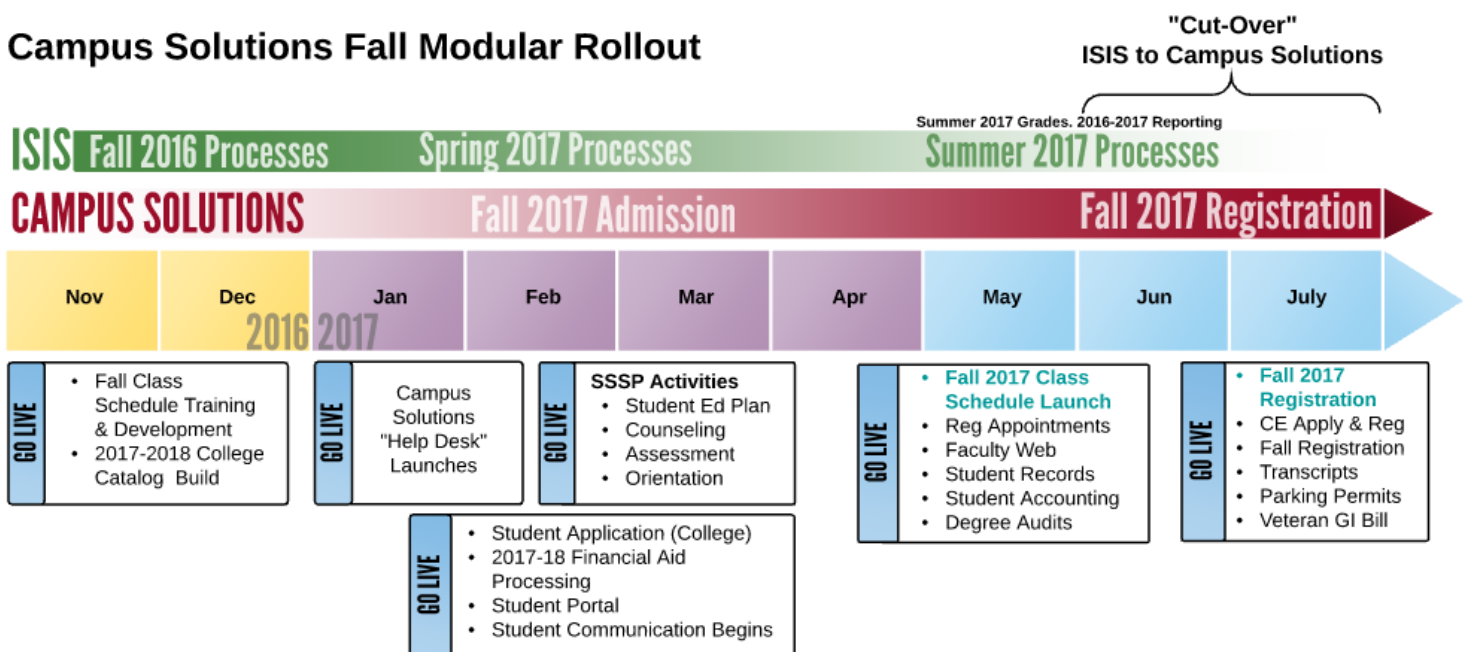 "Cut-Over"
ISIS to Campus Solutions
Campus Solutions Fall Modular Rollout
Summer 2017 Grades. 2016-2017 Reporting
ISIS Fall 2016 Processes Spring 2017 Processes Summer 2017 Processes
CAMPUS SOLUTIONS Fall 2017 Admission Fall 2017 Registration
Nov Dec Jan Feb Mar Apr May Jun July
2016 2017
GO LIVE
• Fall Class
Schedule Training
& Development
• 2017-2018 College
Catalog Build
GO LIVE
Campus
Solutions
"Help Desk"
Launches
GO LIVE
SSSP Activities
• Student Ed Plan
• Counseling
• Assessment
• Orientation
GO LIVE
• Student Application (College)
• 2017-18 Financial Aid
Processing
• Student Portal
• Student Communication Begins
GO LIVE
• Fall 2017 Class
Schedule Launch
• Reg Appointments
• Faculty Web
• Student Records
• Student Accounting
• Degree Audits
GO LIVE
• Fall 2017
Registration
• CE Apply & Reg
• Fall Registration
• Transcripts
• Parking Permits
• Veteran GI Bill